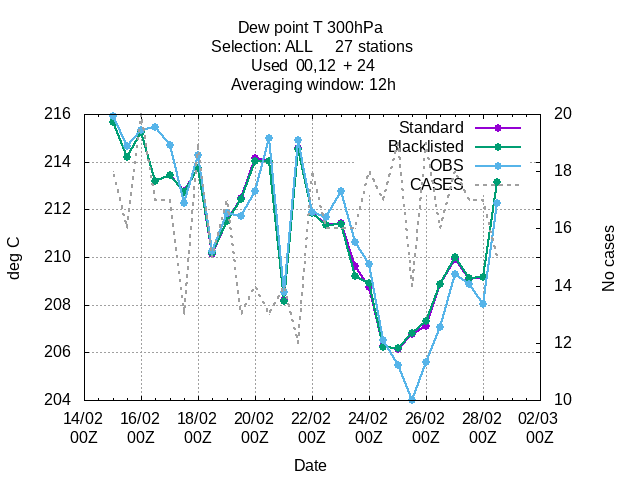 Dew point T 300hPa
Selection: ALL 27 stations
Used 00,12 + 24
Averaging window: 12h
216 20
Standard
Blacklisted
OBS
CASES
214 18
212 16
210
208 14
206 12
204 10
deg C
No cases
14/02 16/02 18/02 20/02 22/02 24/02 26/02 28/02 02/03
00Z 00Z 00Z 00Z 00Z 00Z 00Z 00Z 00Z
Date